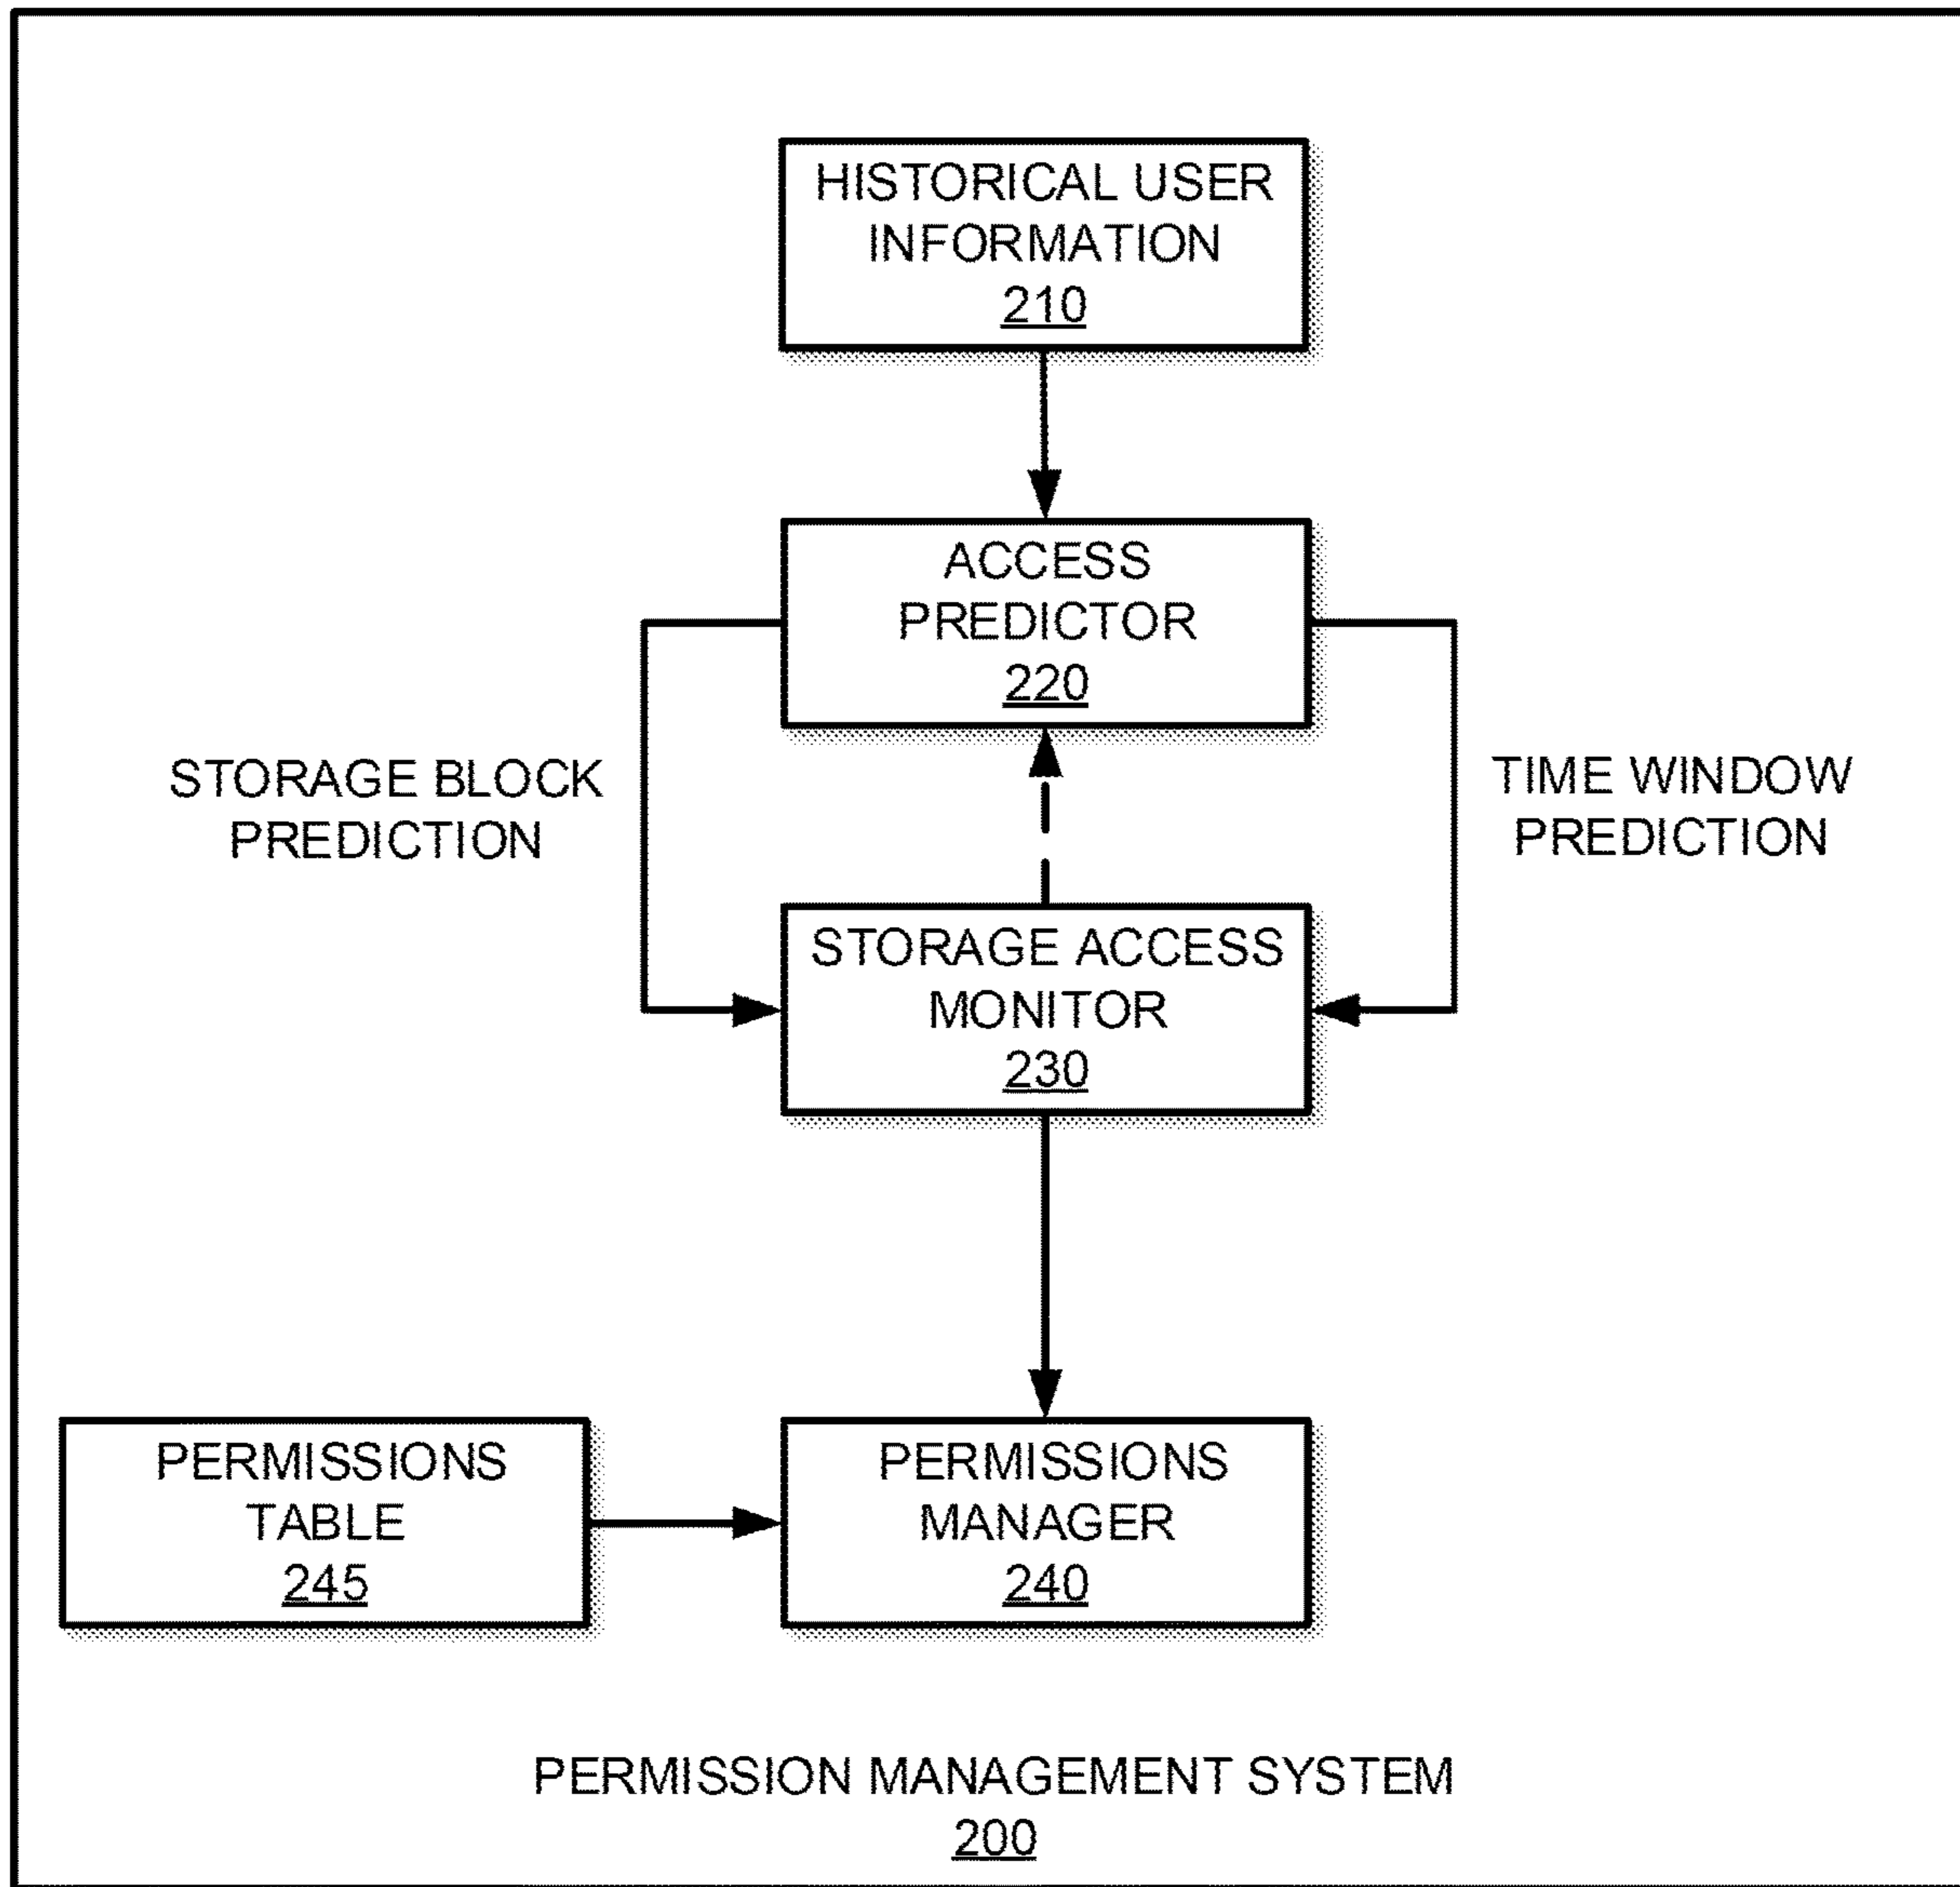 HISTORICAL USER
INFORMATION
210
ACCESS
PREDICTOR
220
STORAGE BLOCK
PREDICTION
TIME WINDOW
PREDICTION
STORAGE ACCESS
MONITOR
230
PERMISSIONS
TABLE
245
PERMISSIONS
MANAGER
240
PERMISSION MANAGEMENT SYSTEM
200